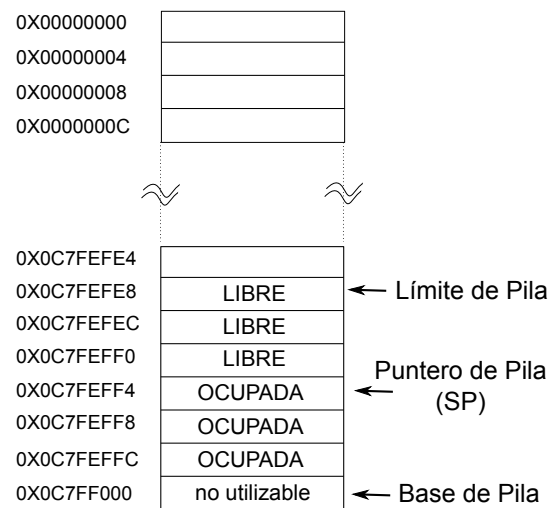 0X00000000
0X00000004
0X00000008
0X0000000C
0X0C7FEFE4
0X0C7FEFE8 LIBRE Límite de Pila
0X0C7FEFEC LIBRE
0X0C7FEFF0 LIBRE
0X0C7FEFF4 OCUPADA Puntero de Pila
(SP)
0X0C7FEFF8 OCUPADA
0X0C7FEFFC OCUPADA
0X0C7FF000 no utilizable Base de Pila